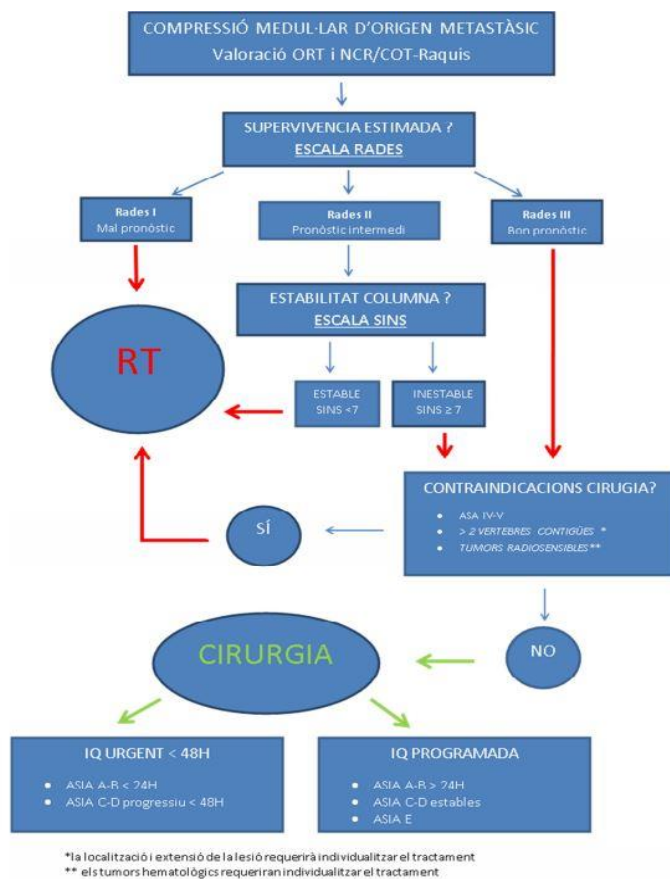 COMPRESSIÓ MEDUL·LAR D'ORIGEN METASTÀSIC
Valoració ORT i NCR/COT-Raquis
SUPERVIVENCIA ESTIMADA ?
ESCALA RADES
Rades I
Mal pronòstic
Rades II
Pronòstic intermedi
Rades III
Bon pronòstic
ESTABILITAT COLUMNA ?
ESCALA SINS
RT
ESTABLE
SINS <7
INESTABLE
SINS ≥ 7
CONTRAINDICACIONS CIRUGIA?
• ASA IV-V
• > 2 VERTEBRES CONTIGÜES *
• TUMORS RADIOSENSIBLES**
SÍ
NO
CIRURGIA
IQ URGENT < 48H
• ASIA A-B < 24H
• ASIA C-D progressiu < 48H
IQ PROGRAMADA
• ASIA A-B > 24H
• ASIA C-D estables
• ASIA E
*la localització i extensió de la lesió requerirà individualitzar el tractament
** els tumors hematològics requeriran individualitzar el tractament